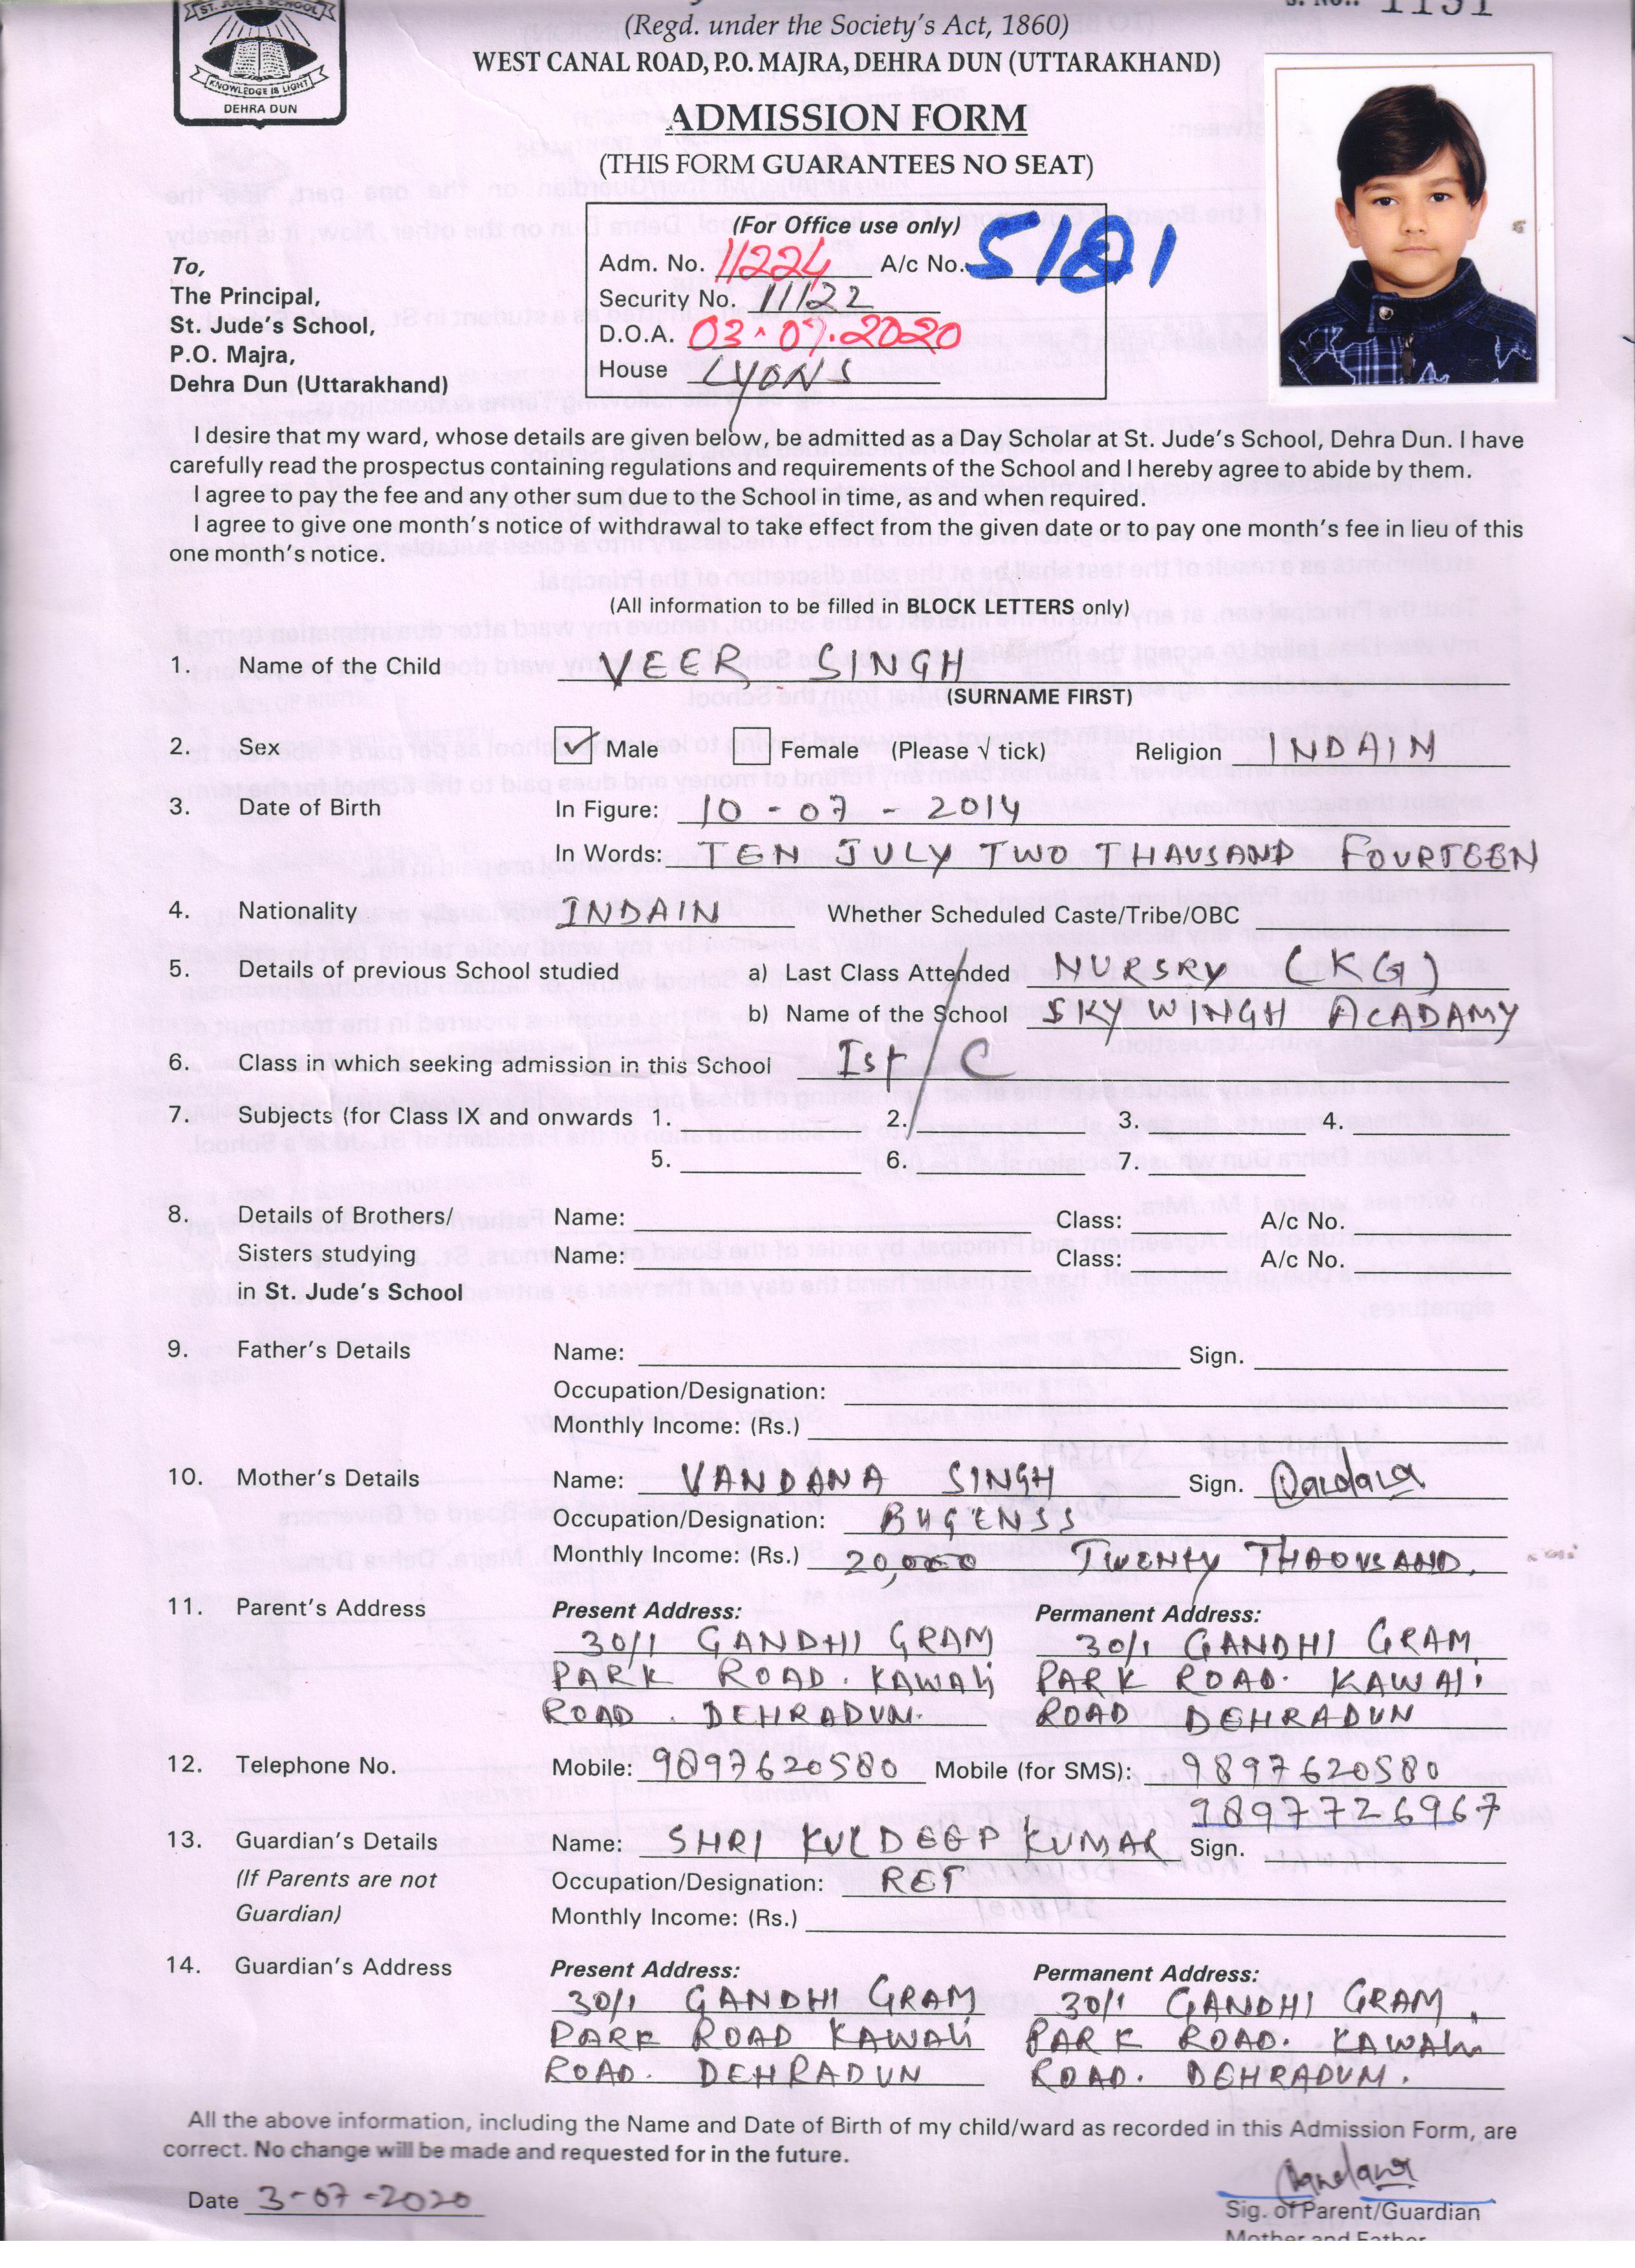 ST. JUDE'S SCHOOL
KNOWLEDGE IS LIGHT
DEHRA DUN
S. No.: 1191
(Regd. under the Society's Act, 1860)
WEST CANAL ROAD, P.O. MAJRA, DEHRA DUN (UTTARAKHAND)
ADMISSION FORM
(THIS FORM GUARANTEES NO SEAT)
(For Office use only)
Adm. No. 11224 A/c No. 5181
Security No. 11122
D.O.A. 03.07.2020
House LYONS
To,
The Principal,
St. Jude's School,
P.O. Majra,
Dehra Dun (Uttarakhand)
I desire that my ward, whose details are given below, be admitted as a Day Scholar at St. Jude's School, Dehra Dun. I have
carefully read the prospectus containing regulations and requirements of the School and I hereby agree to abide by them.
I agree to pay the fee and any other sum due to the School in time, as and when required.
I agree to give one month's notice of withdrawal to take effect from the given date or to pay one month's fee in lieu of this
one month's notice.
(All information to be filled in BLOCK LETTERS only)
1. Name of the Child VEER SINGH
(SURNAME FIRST)
2. Sex ✓ Male Female (Please √ tick) Religion INDAIN
3. Date of Birth In Figure: 10 - 07 - 2014
In Words: TEN JULY TWO THAUSAND FOURTEEN
4. Nationality INDAIN Whether Scheduled Caste/Tribe/OBC
5. Details of previous School studied a) Last Class Attended NURSRY (KG)
b) Name of the School SKY WINGH ACADAMY
6. Class in which seeking admission in this School Ist / C
7. Subjects (for Class IX and onwards 1. 2. 3. 4.
5. 6. 7.
8. Details of Brothers/ Name: Class: A/c No.
Sisters studying Name: Class: A/c No.
in St. Jude's School
9. Father's Details Name: Sign.
Occupation/Designation:
Monthly Income: (Rs.)
10. Mother's Details Name: VANDANA SINGH Sign. Vandana
Occupation/Designation: BUGENSS
Monthly Income: (Rs.) 20,000 TWENTY THAOUSAND.
11. Parent's Address Present Address: Permanent Address:
30/1 GANDHI GRAM 30/1 GANDHI GRAM,
PARK ROAD. KAWALI PARK ROAD. KAWALI
ROAD. DEHRADUN. ROAD DEHRADUN
12. Telephone No. Mobile: 9897620580 Mobile (for SMS): 9897620580
9897726967
13. Guardian's Details Name: SHRI KULDEEP KUMAR Sign.
(If Parents are not Occupation/Designation: RET
Guardian) Monthly Income: (Rs.)
14. Guardian's Address Present Address: Permanent Address:
30/1 GANDHI GRAM 30/1 GANDHI GRAM,
PARK ROAD KAWALI PARK ROAD. KAWALI
ROAD. DEHRADUN ROAD. DEHRADUN.
All the above information, including the Name and Date of Birth of my child/ward as recorded in this Admission Form, are
correct. No change will be made and requested for in the future.
Date 3-07-2020
Vandana
Sig. of Parent/Guardian
Mother and Father